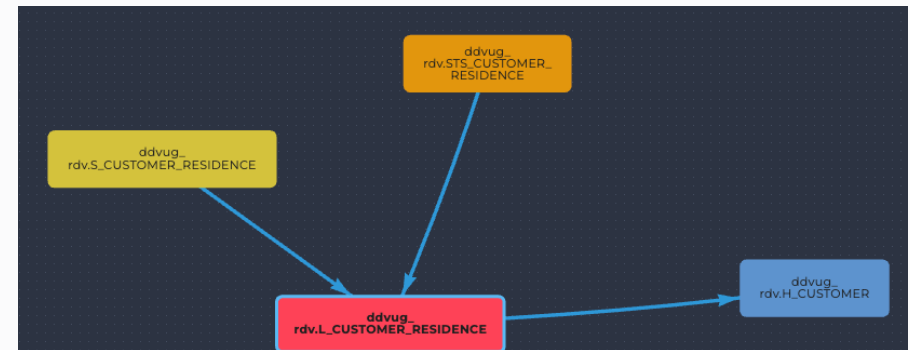 ddvug_
rdv.STS_CUSTOMER_
RESIDENCE
ddvug_
rdv.S_CUSTOMER_RESIDENCE
ddvug_
rdv.H_CUSTOMER
ddvug_
rdv.L_CUSTOMER_RESIDENCE